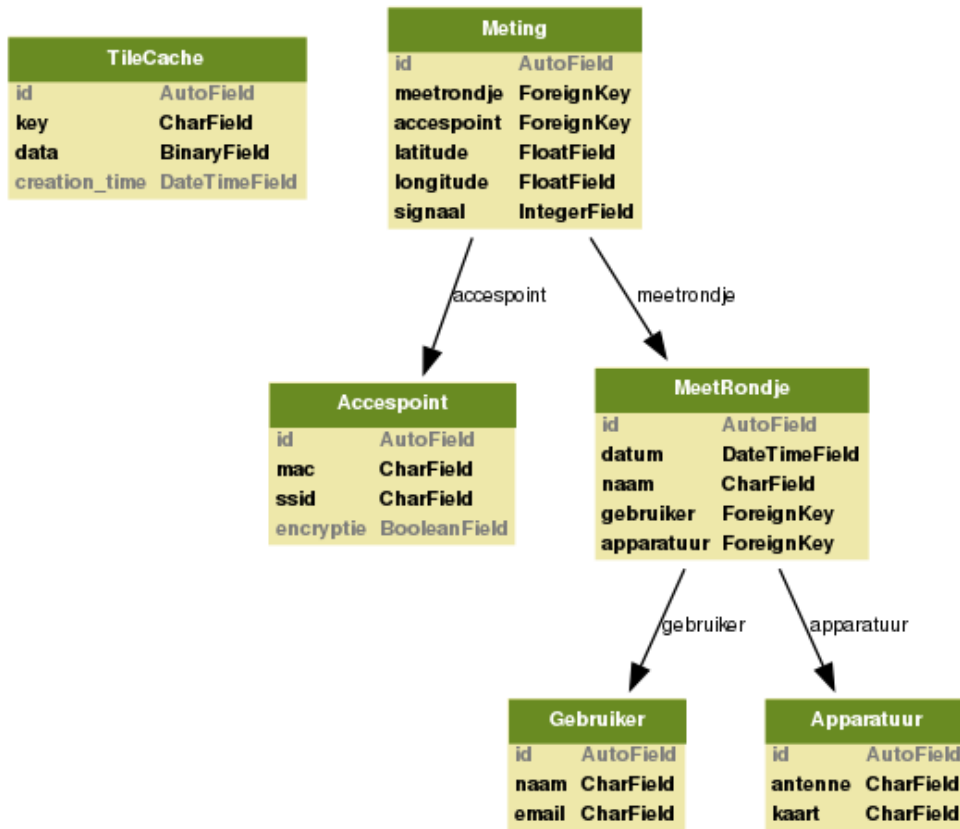 TileCache
id AutoField
key CharField
data BinaryField
creation_time DateTimeField
Meting
id AutoField
meetrondje ForeignKey
accespoint ForeignKey
latitude FloatField
longitude FloatField
signaal IntegerField
accespoint
meetrondje
Accespoint
id AutoField
mac CharField
ssid CharField
encryptie BooleanField
MeetRondje
id AutoField
datum DateTimeField
naam CharField
gebruiker ForeignKey
apparatuur ForeignKey
gebruiker
apparatuur
Gebruiker
id AutoField
naam CharField
email CharField
Apparatuur
id AutoField
antenne CharField
kaart CharField